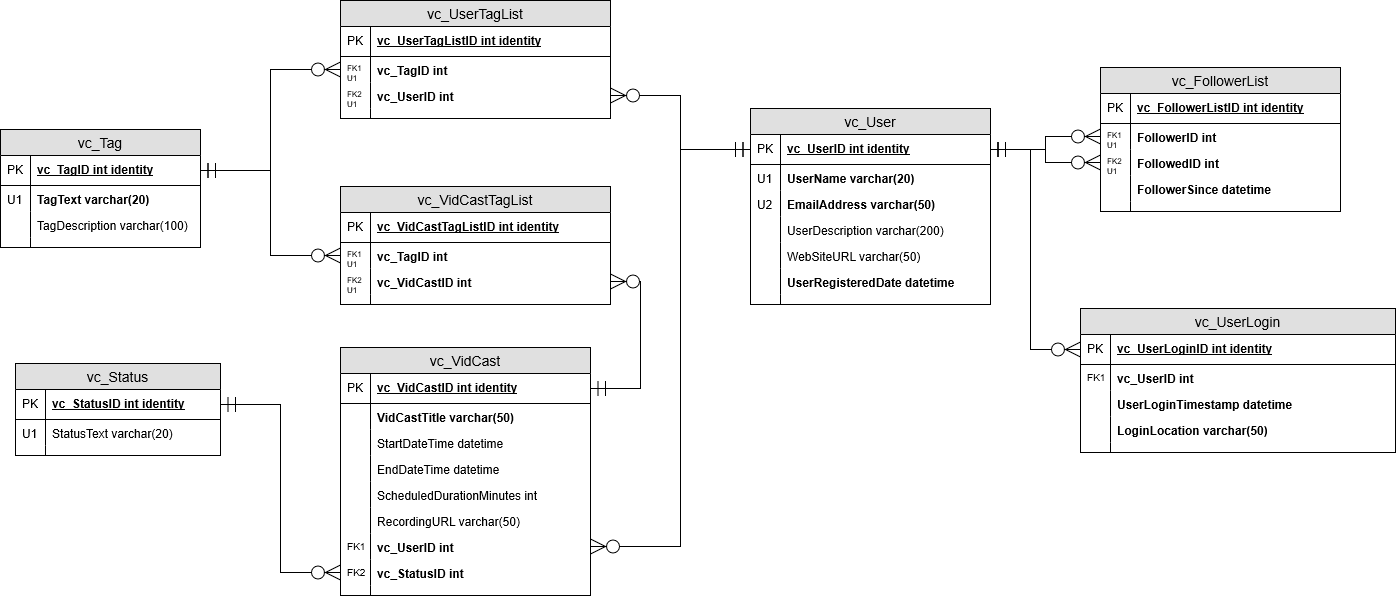 vc_UserTagList
PK vc_UserTagListID int identity
FK1 U1 vc_TagID int
FK2 U1 vc_UserID int
vc_FollowerList
PK vc_FollowerListID int identity
FK1 U1 FollowerID int
FK2 U1 FollowedID int
FollowerSince datetime
vc_User
PK vc_UserID int identity
U1 UserName varchar(20)
U2 EmailAddress varchar(50)
UserDescription varchar(200)
WebSiteURL varchar(50)
UserRegisteredDate datetime
vc_Tag
PK vc_TagID int identity
U1 TagText varchar(20)
TagDescription varchar(100)
vc_VidCastTagList
PK vc_VidCastTagListID int identity
FK1 U1 vc_TagID int
FK2 U1 vc_VidCastID int
vc_UserLogin
PK vc_UserLoginID int identity
FK1 vc_UserID int
UserLoginTimestamp datetime
LoginLocation varchar(50)
vc_VidCast
PK vc_VidCastID int identity
VidCastTitle varchar(50)
StartDateTime datetime
EndDateTime datetime
ScheduledDurationMinutes int
RecordingURL varchar(50)
FK1 vc_UserID int
FK2 vc_StatusID int
vc_Status
PK vc_StatusID int identity
U1 StatusText varchar(20)